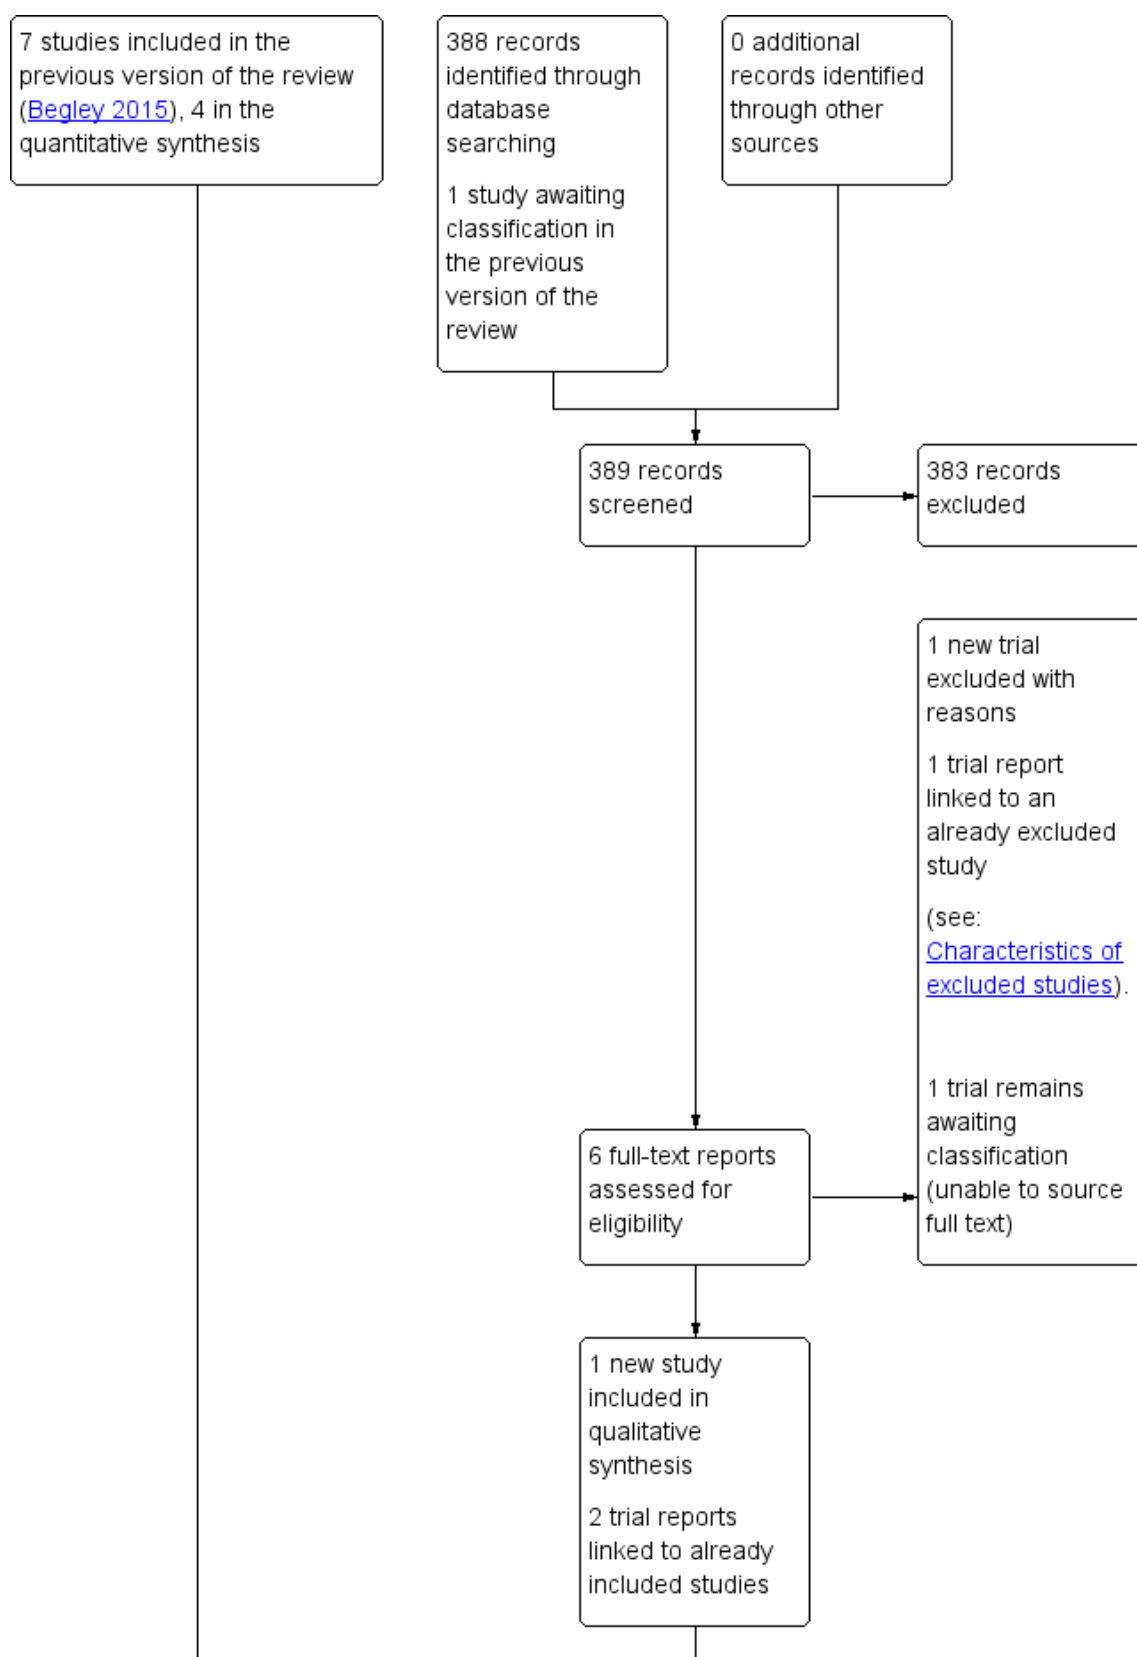 7 studies included in the
previous version of the review
(Begley 2015), 4 in the
quantitative synthesis
388 records
identified through
database
searching
1 study awaiting
classification in
the previous
version of the
review
0 additional
records identified
through other
sources
389 records
screened
383 records
excluded
1 new trial
excluded with
reasons
1 trial report
linked to an
already excluded
study
(see:
Characteristics of
excluded studies).
1 trial remains
awaiting
classification
(unable to source
full text)
6 full-text reports
assessed for
eligibility
1 new study
included in
qualitative
synthesis
2 trial reports
linked to already
included studies